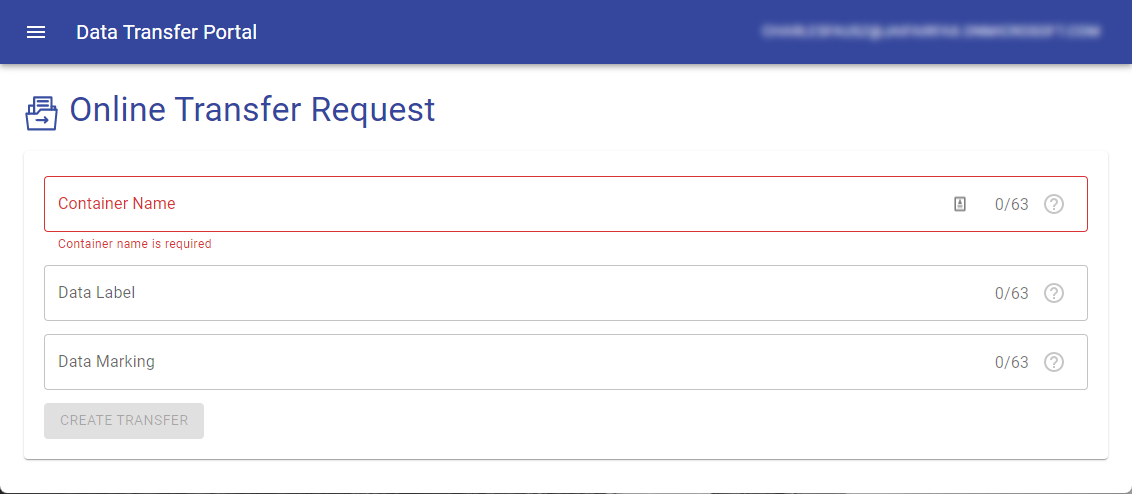 Data Transfer Portal
Online Transfer Request
Container Name 0/63 ?
Container name is required
Data Label 0/63 ?
Data Marking 0/63 ?
CREATE TRANSFER